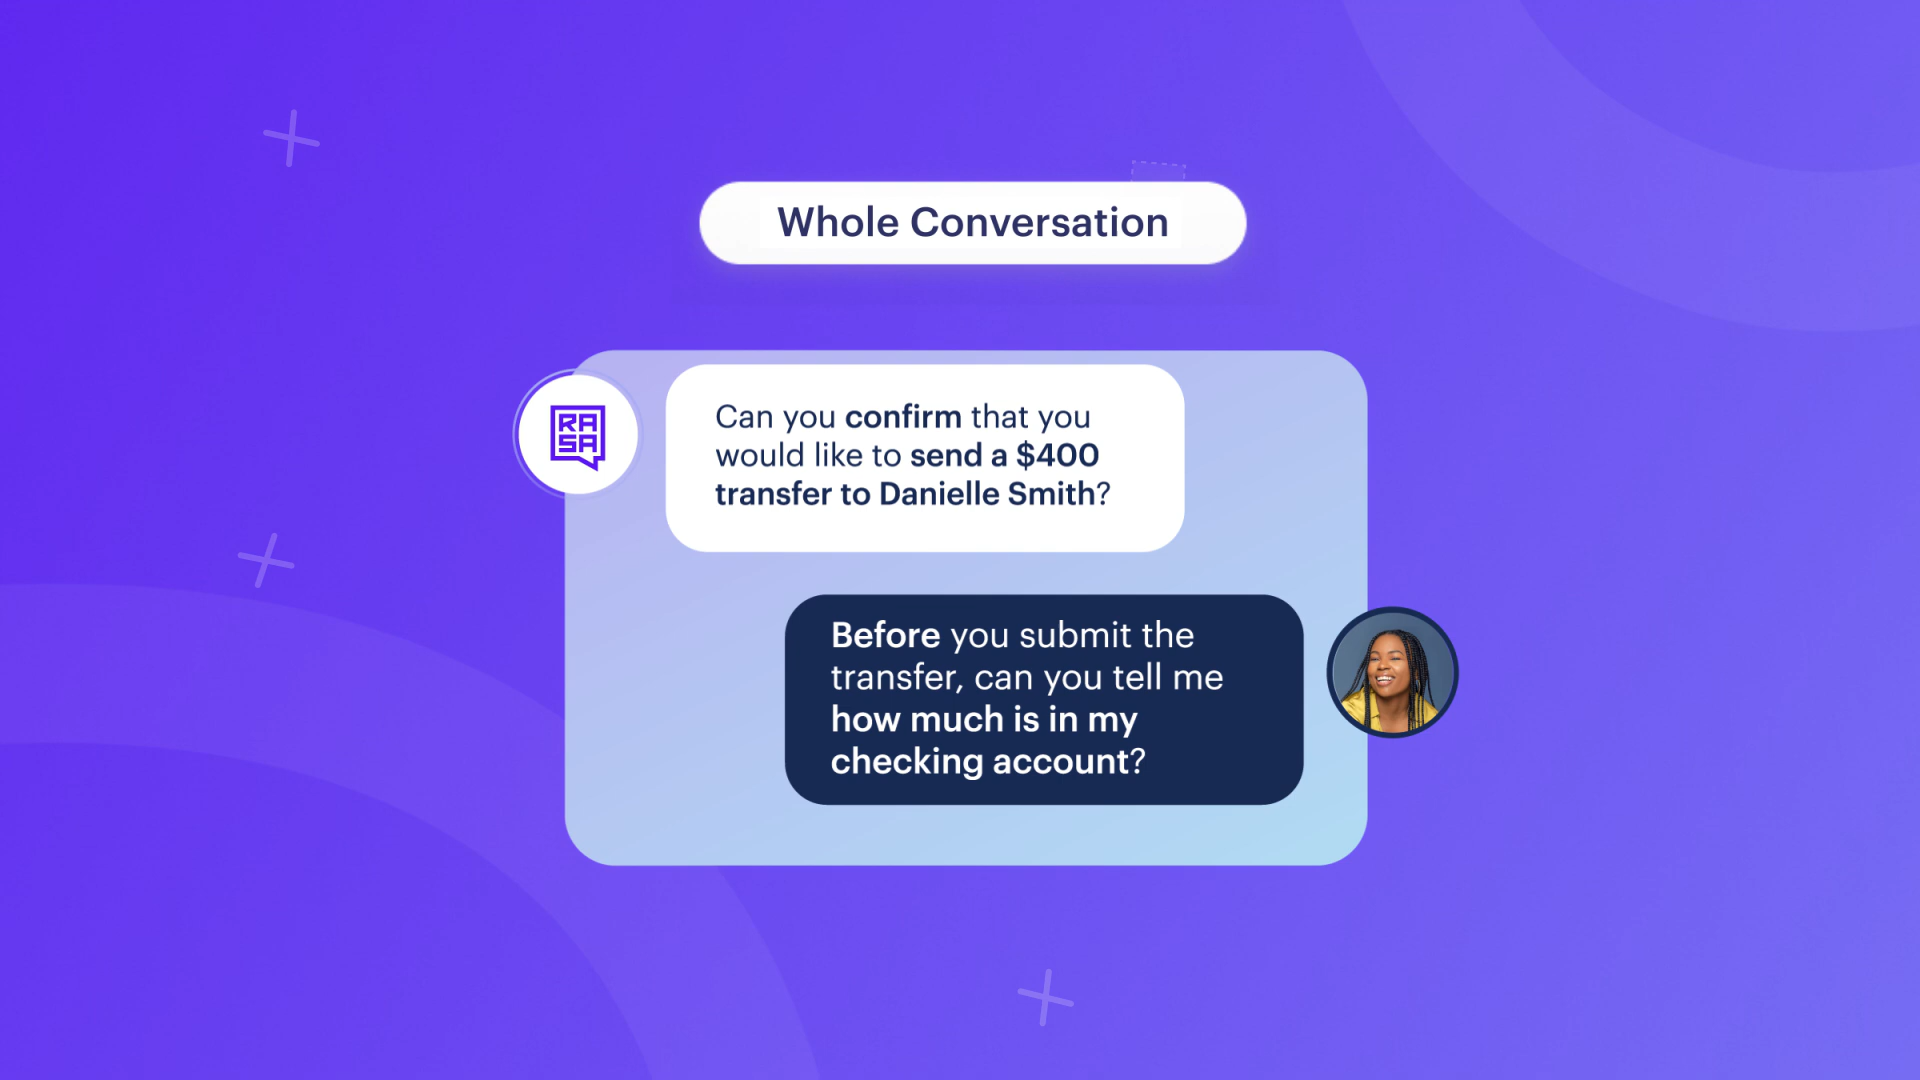 Whole Conversation
RA
SA
Can you confirm that you
would like to send a $400
transfer to Danielle Smith?
Before you submit the
transfer, can you tell me
how much is in my
checking account?